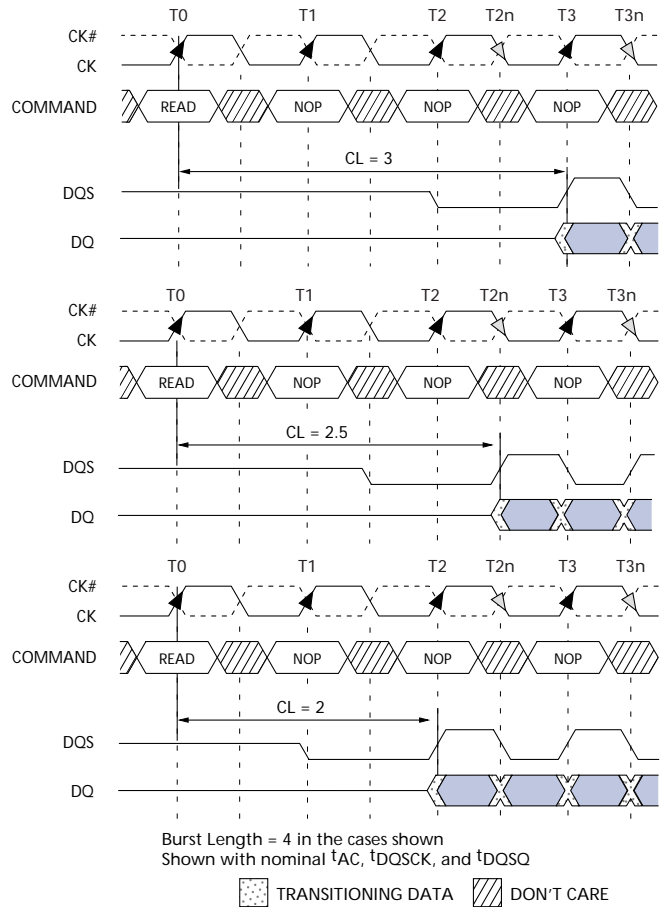 T0 T1 T2 T2n T3 T3n
CK#
CK
COMMAND READ NOP NOP NOP
CL = 3
DQS
DQ
T0 T1 T2 T2n T3 T3n
CK#
CK
COMMAND READ NOP NOP NOP
CL = 2.5
DQS
DQ
T0 T1 T2 T2n T3 T3n
CK#
CK
COMMAND READ NOP NOP NOP
CL = 2
DQS
DQ
Burst Length = 4 in the cases shown
Shown with nominal tAC, tDQSCK, and tDQSQ
TRANSITIONING DATA DON'T CARE